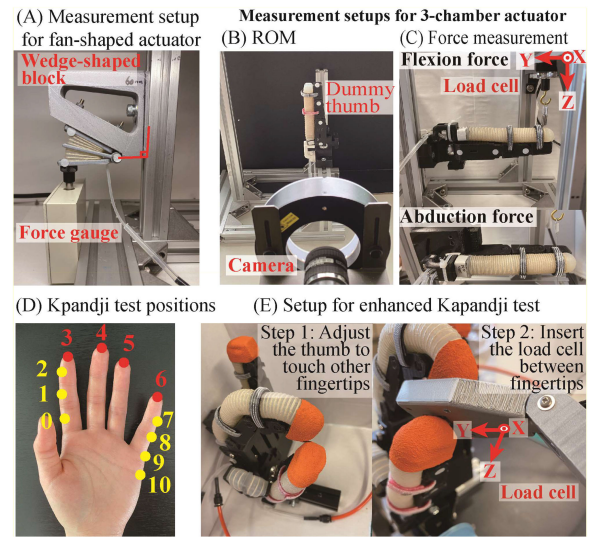 (A) Measurement setup
for fan-shaped actuator
Wedge-shaped
block
60 mm
Force gauge
Measurement setups for 3-chamber actuator
(B) ROM
Dummy
thumb
Camera
(C) Force measurement
Flexion force
Y
X
Z
Load cell
Abduction force
(D) Kpandji test positions
3
4
5
6
2
1
0
7
8
9
10
(E) Setup for enhanced Kapandji test
Step 1: Adjust
the thumb to
touch other
fingertips
Step 2: Insert
the load cell
between
fingertips
Y
X
Z
Load cell